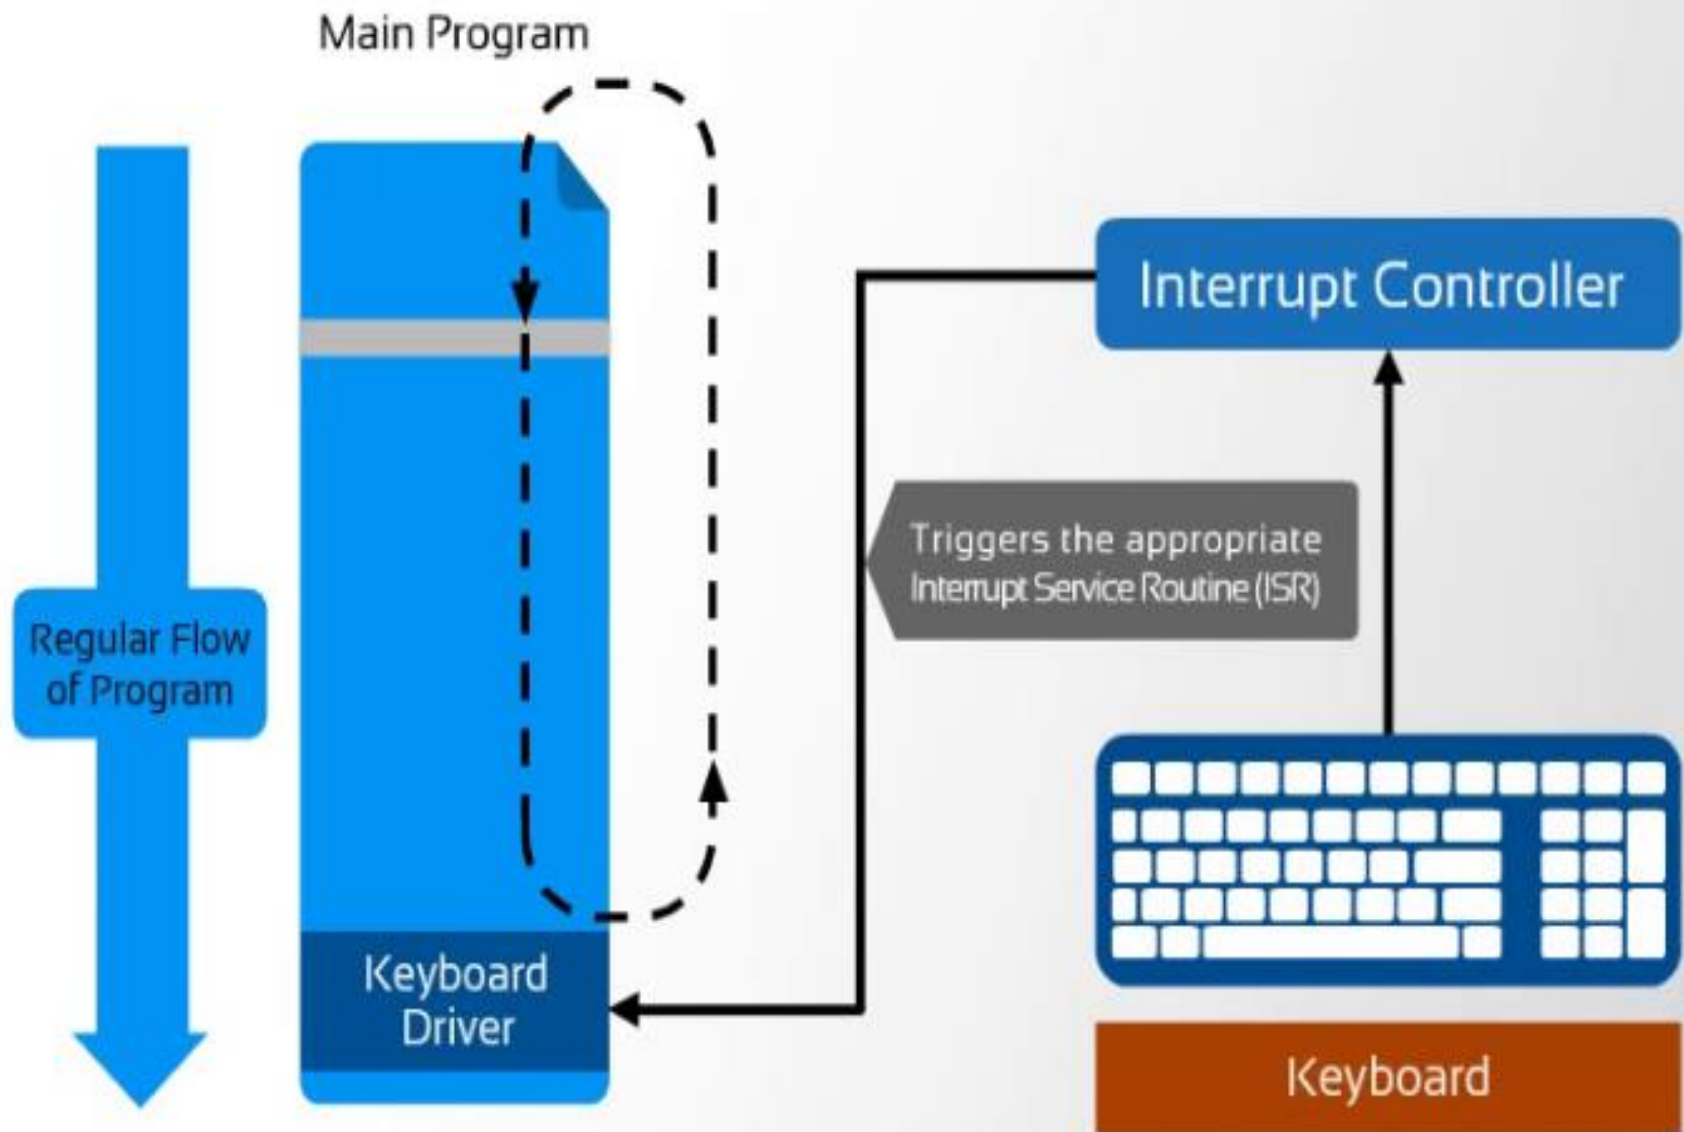 Main Program
Interrupt Controller
Triggers the appropriate
Interrupt Service Routine (ISR)
Regular Flow
of Program
Keyboard
Driver
Keyboard